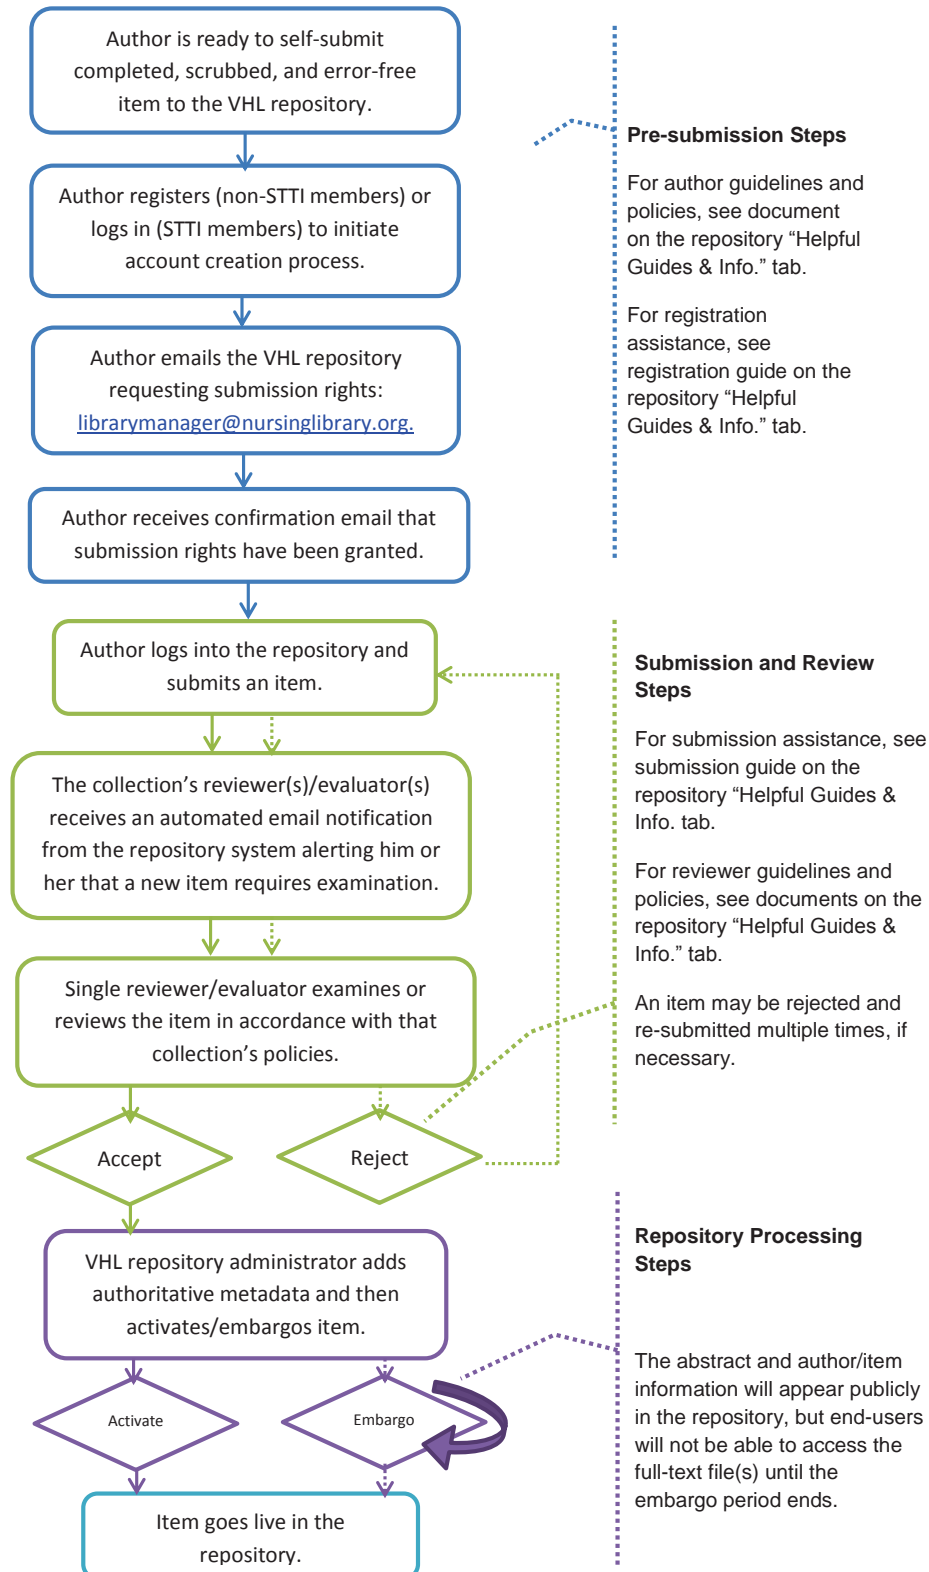 Author is ready to self-submit
completed, scrubbed, and error-free
item to the VHL repository.
Author registers (non-STTI members) or
logs in (STTI members) to initiate
account creation process.
Author emails the VHL repository
requesting submission rights:
librarymanager@nursinglibrary.org.
Author receives confirmation email that
submission rights have been granted.
Pre-submission Steps
For author guidelines and
policies, see document
on the repository “Helpful
Guides & Info.” tab.
For registration
assistance, see
registration guide on the
repository “Helpful
Guides & Info.” tab.
Author logs into the repository and
submits an item.
The collection’s reviewer(s)/evaluator(s)
receives an automated email notification
from the repository system alerting him or
her that a new item requires examination.
Single reviewer/evaluator examines or
reviews the item in accordance with that
collection’s policies.
Accept
Reject
Submission and Review
Steps
For submission assistance, see
submission guide on the
repository “Helpful Guides &
Info. tab.
For reviewer guidelines and
policies, see documents on the
repository “Helpful Guides &
Info.” tab.
An item may be rejected and
re-submitted multiple times, if
necessary.
VHL repository administrator adds
authoritative metadata and then
activates/embargos item.
Activate
Embargo
Item goes live in the
repository.
Repository Processing
Steps
The abstract and author/item
information will appear publicly
in the repository, but end-users
will not be able to access the
full-text file(s) until the
embargo period ends.